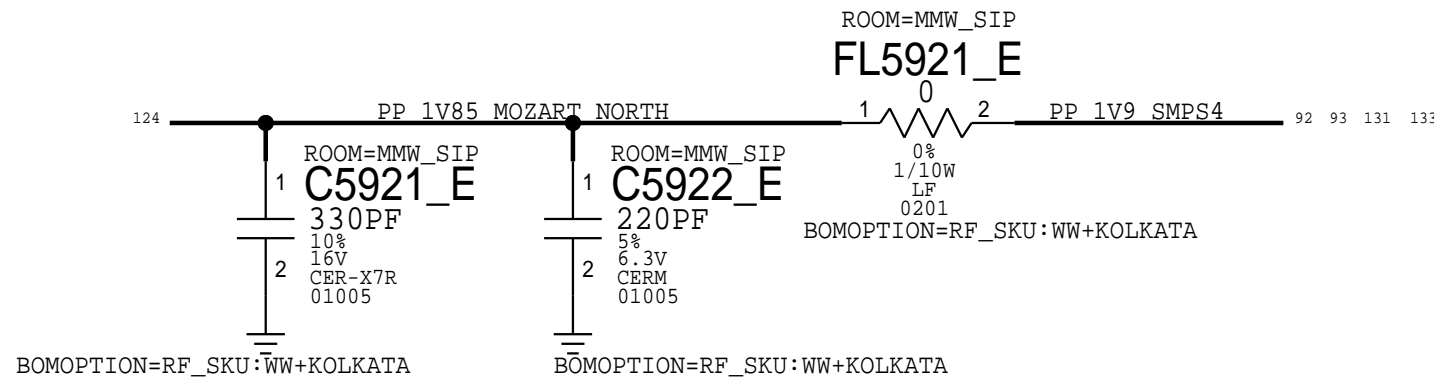 ROOM=MMW_SIP
FL5921_E
0
124 PP_1V85_MOZART_NORTH 1 2 PP_1V9_SMPS4 92 93 131 133
0%
1/10W
LF
0201
BOMOPTION=RF_SKU:WW+KOLKATA
ROOM=MMW_SIP
1 C5921_E
330PF
10%
16V
2
CER-X7R
01005
BOMOPTION=RF_SKU:WW+KOLKATA
ROOM=MMW_SIP
1 C5922_E
220PF
5%
6.3V
2
CERM
01005
BOMOPTION=RF_SKU:WW+KOLKATA